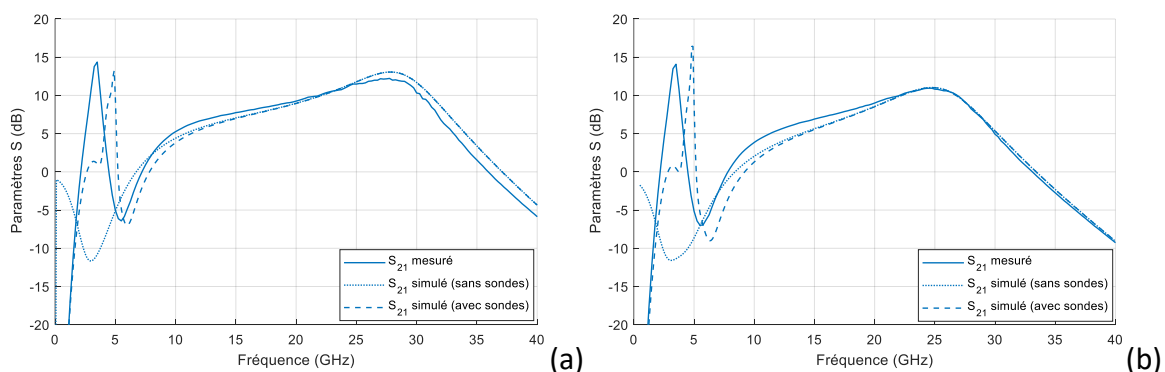 20
15
10
5
0
-5
-10
-15
-20
Paramètres S (dB)
S21 mesuré
S21 simulé (sans sondes)
S21 simulé (avec sondes)
0 5 10 15 20 25 30 35 40
Fréquence (GHz)
(a)
20
15
10
5
0
-5
-10
-15
-20
Paramètres S (dB)
S21 mesuré
S21 simulé (sans sondes)
S21 simulé (avec sondes)
0 5 10 15 20 25 30 35 40
Fréquence (GHz)
(b)